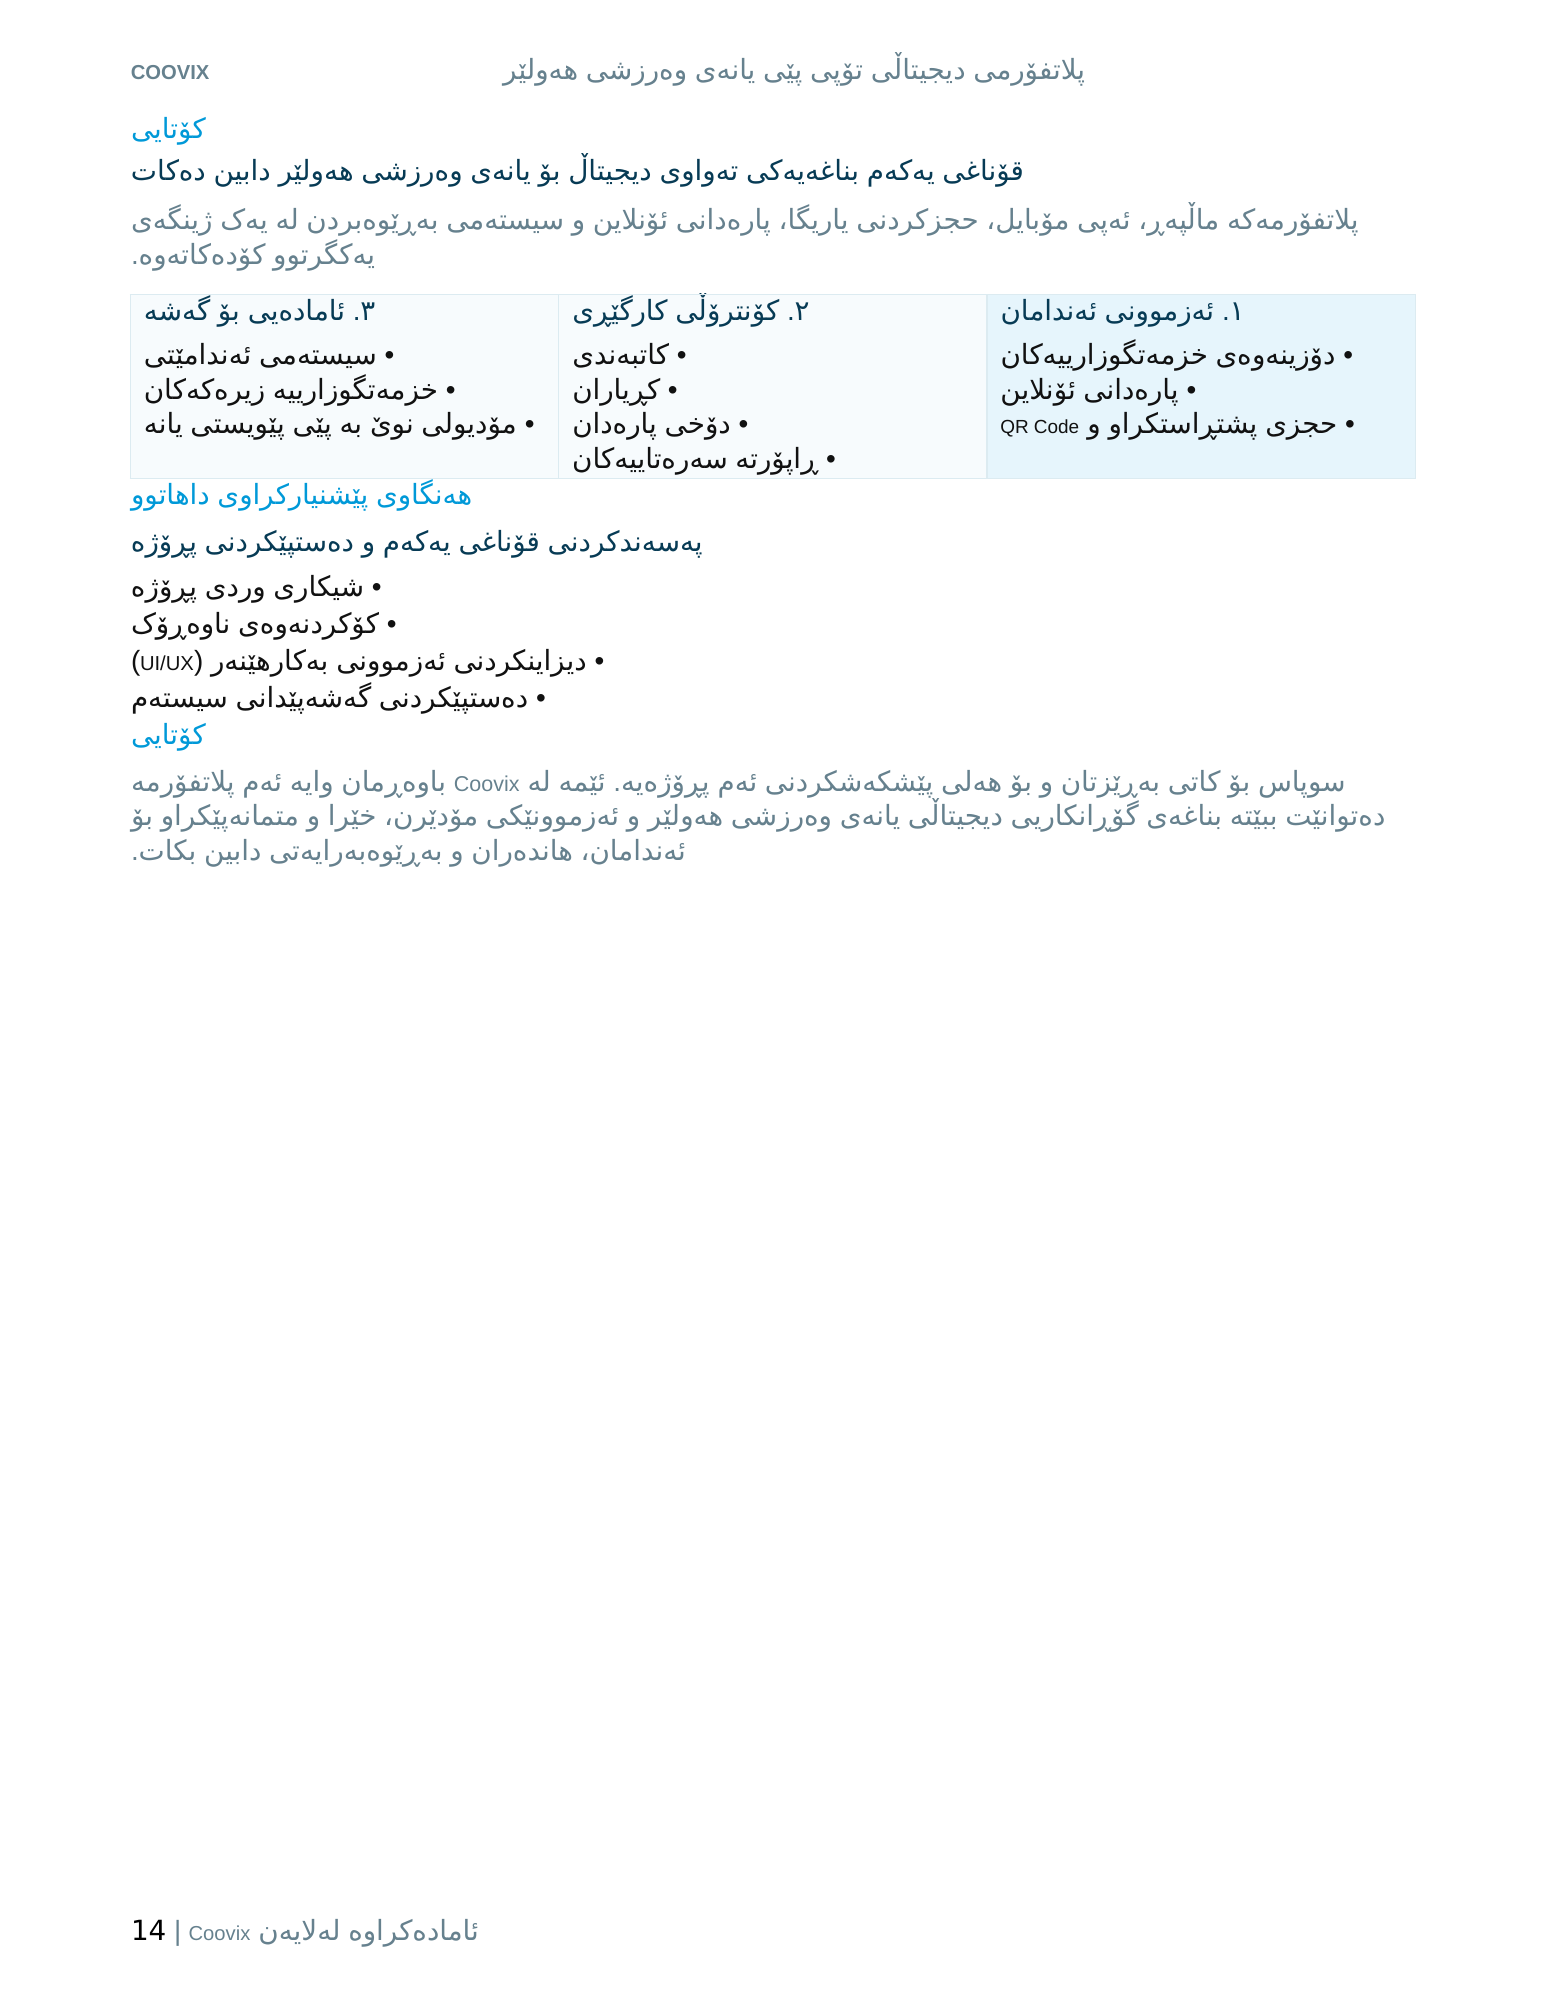 پلاتفۆرمی دیجیتاڵی تۆپی پێی یانەی وەرزشی هەولێر
COOVIX
کۆتایی
قۆناغی یەکەم بناغەیەکی تەواوی دیجیتاڵ بۆ یانەی وەرزشی هەولێر دابین دەکات
پلاتفۆرمەکە ماڵپەڕ، ئەپی مۆبایل، حجزکردنی یاریگا، پارەدانی ئۆنلاین و سیستەمی بەڕێوەبردن لە یەک ژینگەی
یەکگرتوو کۆدەکاتەوە.
١. ئەزموونی ئەندامان
• دۆزینەوەی خزمەتگوزارییەکان
• پارەدانی ئۆنلاین
• حجزی پشتڕاستکراو و QR Code
٢. کۆنترۆڵی کارگێڕی
• کاتبەندی
• کڕیاران
• دۆخی پارەدان
• ڕاپۆرتە سەرەتاییەکان
٣. ئامادەیی بۆ گەشە
• سیستەمی ئەندامێتی
• خزمەتگوزارییە زیرەکەکان
• مۆدیولی نوێ بە پێی پێویستی یانە
هەنگاوی پێشنیارکراوی داهاتوو
پەسەندکردنی قۆناغی یەکەم و دەستپێکردنی پڕۆژە
• شیکاری وردی پڕۆژە
• کۆکردنەوەی ناوەڕۆک
• دیزاینکردنی ئەزموونی بەکارهێنەر (UI/UX)
• دەستپێکردنی گەشەپێدانی سیستەم
کۆتایی
سوپاس بۆ کاتی بەڕێزتان و بۆ هەلی پێشکەشکردنی ئەم پڕۆژەیە. ئێمە لە Coovix باوەڕمان وایە ئەم پلاتفۆرمە
دەتوانێت ببێتە بناغەی گۆڕانکاریی دیجیتاڵی یانەی وەرزشی هەولێر و ئەزموونێکی مۆدێرن، خێرا و متمانەپێکراو بۆ
ئەندامان، هاندەران و بەڕێوەبەرایەتی دابین بکات.
ئامادەکراوە لەلایەن Coovix | 14